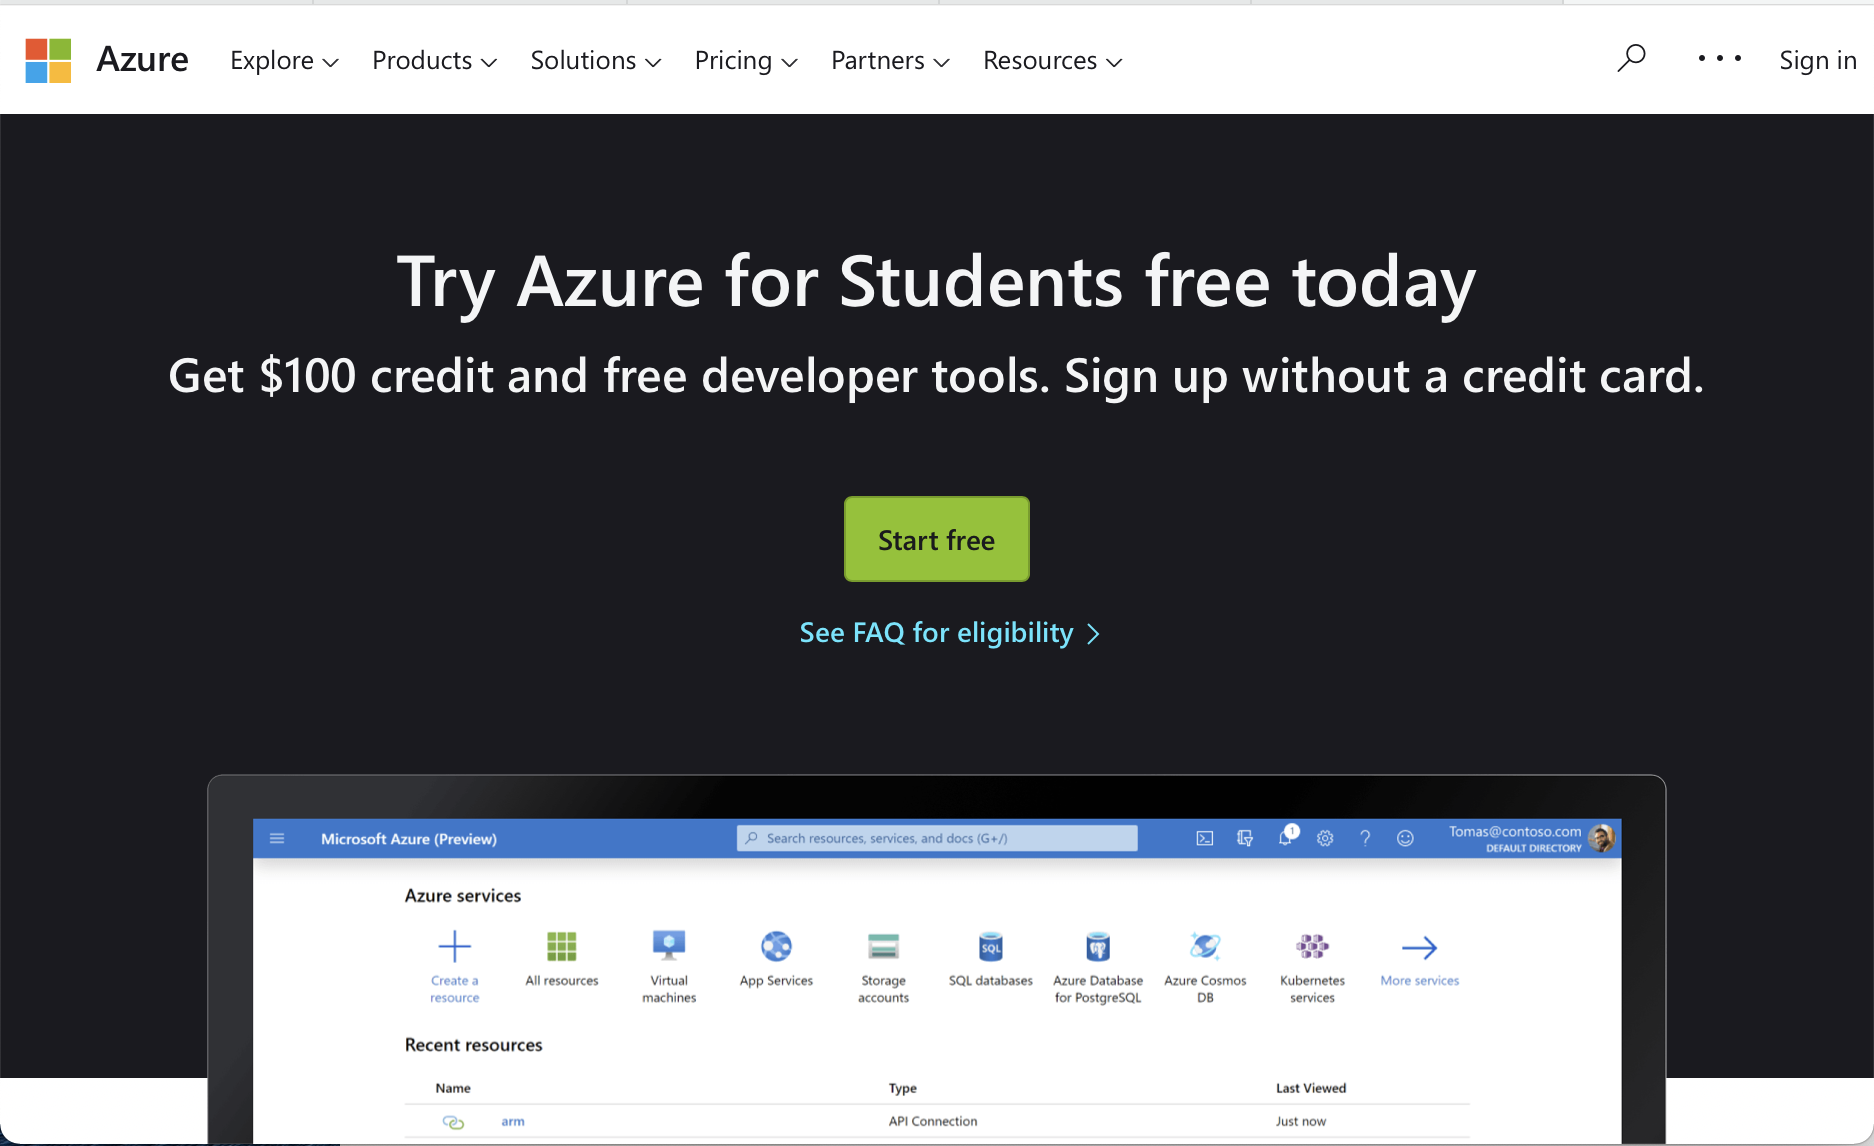 Azure Explore Products Solutions Pricing Partners Resources Sign in
Try Azure for Students free today
Get $100 credit and free developer tools. Sign up without a credit card.
Start free
See FAQ for eligibility
Microsoft Azure (Preview) Search resources, services, and docs (G+/) 1 ? Tomas@contoso.com
DEFAULT DIRECTORY
Azure services
SQL
Create a resource
All resources
Virtual machines
App Services
Storage accounts
SQL databases
Azure Database for PostgreSQL
Azure Cosmos DB
Kubernetes services
More services
Recent resources
Name Type Last Viewed
arm API Connection Just now